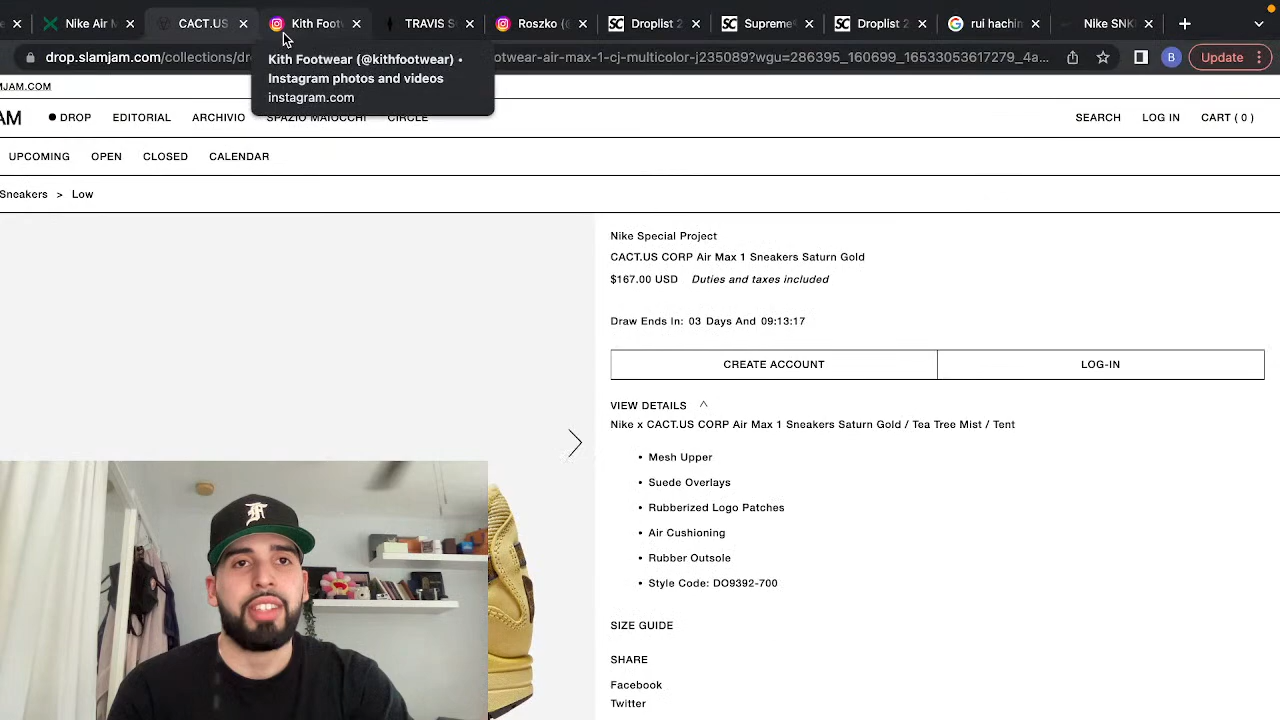 Nike Air M
CACT.US
Kith Footw
TRAVIS S
Roszko (@
Droplist 2
Supreme®
Droplist 2
rui hachim
Nike SNK
drop.slamjam.com/collections/dr
otwear-air-max-1-cj-multicolor-j235089?wgu=286395_160699_16533053617279_4a...
B
Update
Kith Footwear (@kithfootwear) •
Instagram photos and videos
instagram.com
MJAM.COM
JAM
DROP
EDITORIAL
ARCHIVIO
SPAZIO MAIOCCHI
CIRCLE
SEARCH
LOG IN
CART ( 0 )
UPCOMING
OPEN
CLOSED
CALENDAR
Sneakers > Low
Nike Special Project
CACT.US CORP Air Max 1 Sneakers Saturn Gold
$167.00 USD Duties and taxes included
Draw Ends In: 03 Days And 09:13:17
CREATE ACCOUNT
LOG-IN
VIEW DETAILS
Nike x CACT.US CORP Air Max 1 Sneakers Saturn Gold / Tea Tree Mist / Tent
• Mesh Upper
• Suede Overlays
• Rubberized Logo Patches
• Air Cushioning
• Rubber Outsole
• Style Code: DO9392-700
SIZE GUIDE
SHARE
Facebook
Twitter